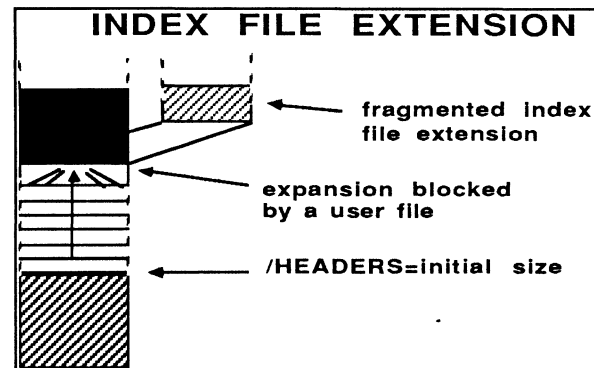 INDEX FILE EXTENSION
fragmented index
file extension
expansion blocked
by a user file
/HEADERS=initial size